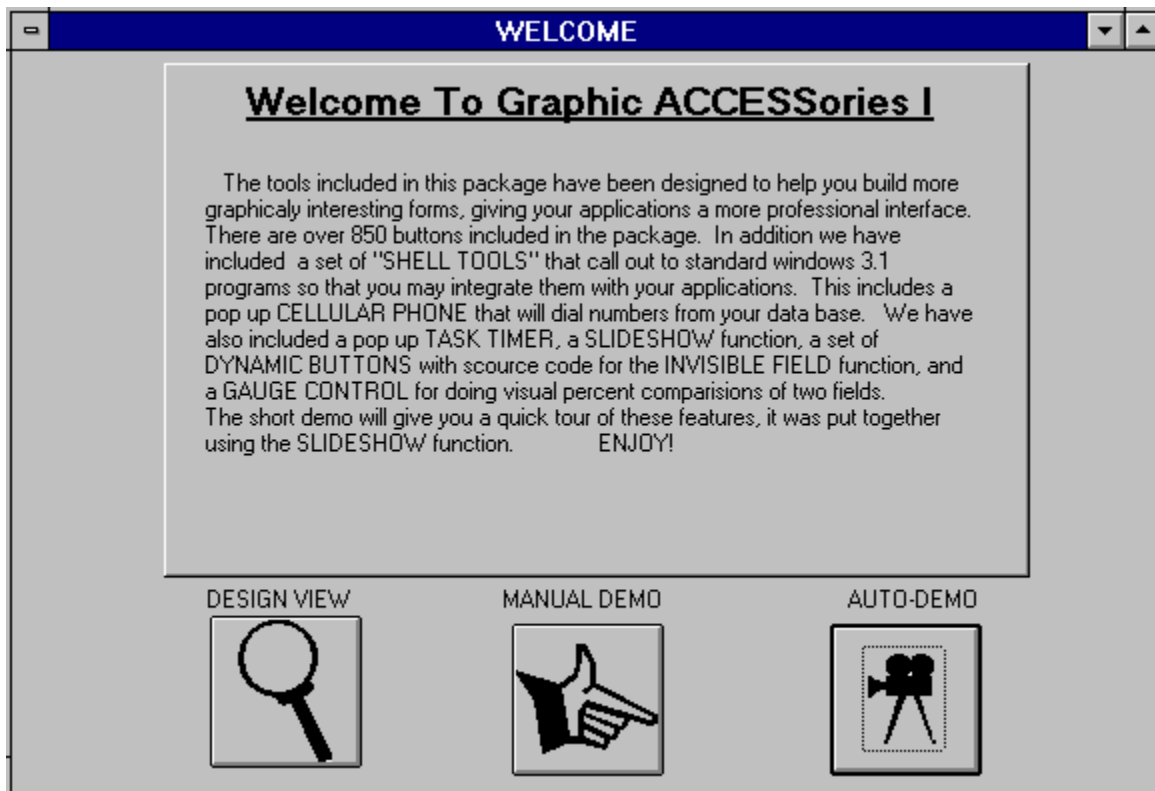 WELCOME
Welcome To Graphic ACCESSories I
The tools included in this package have been designed to help you build more
graphicaly interesting forms, giving your applications a more professional interface.
There are over 850 buttons included in the package.  In addition we have
included  a set of "SHELL TOOLS" that call out to standard windows 3.1
programs so that you may integrate them with your applications.  This includes a
pop up CELLULAR PHONE that will dial numbers from your data base.   We have
also included a pop up TASK TIMER, a SLIDESHOW function, a set of
DYNAMIC BUTTONS with scource code for the INVISIBLE FIELD function, and
a GAUGE CONTROL for doing visual percent comparisions of two fields.
The short demo will give you a quick tour of these features, it was put together
using the SLIDESHOW function.              ENJOY!
DESIGN VIEW MANUAL DEMO AUTO-DEMO